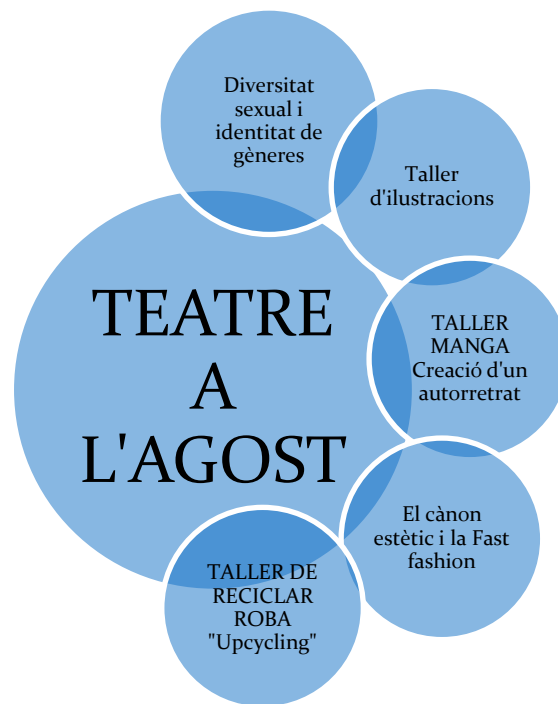 Diversitat
sexual i
identitat de
gèneres
Taller
d'ilustracions
TEATRE
A
L'AGOST
TALLER
MANGA
Creació d'un
autorretrat
El cànon
estètic i la Fast
fashion
TALLER DE
RECICLAR
ROBA
"Upcycling"